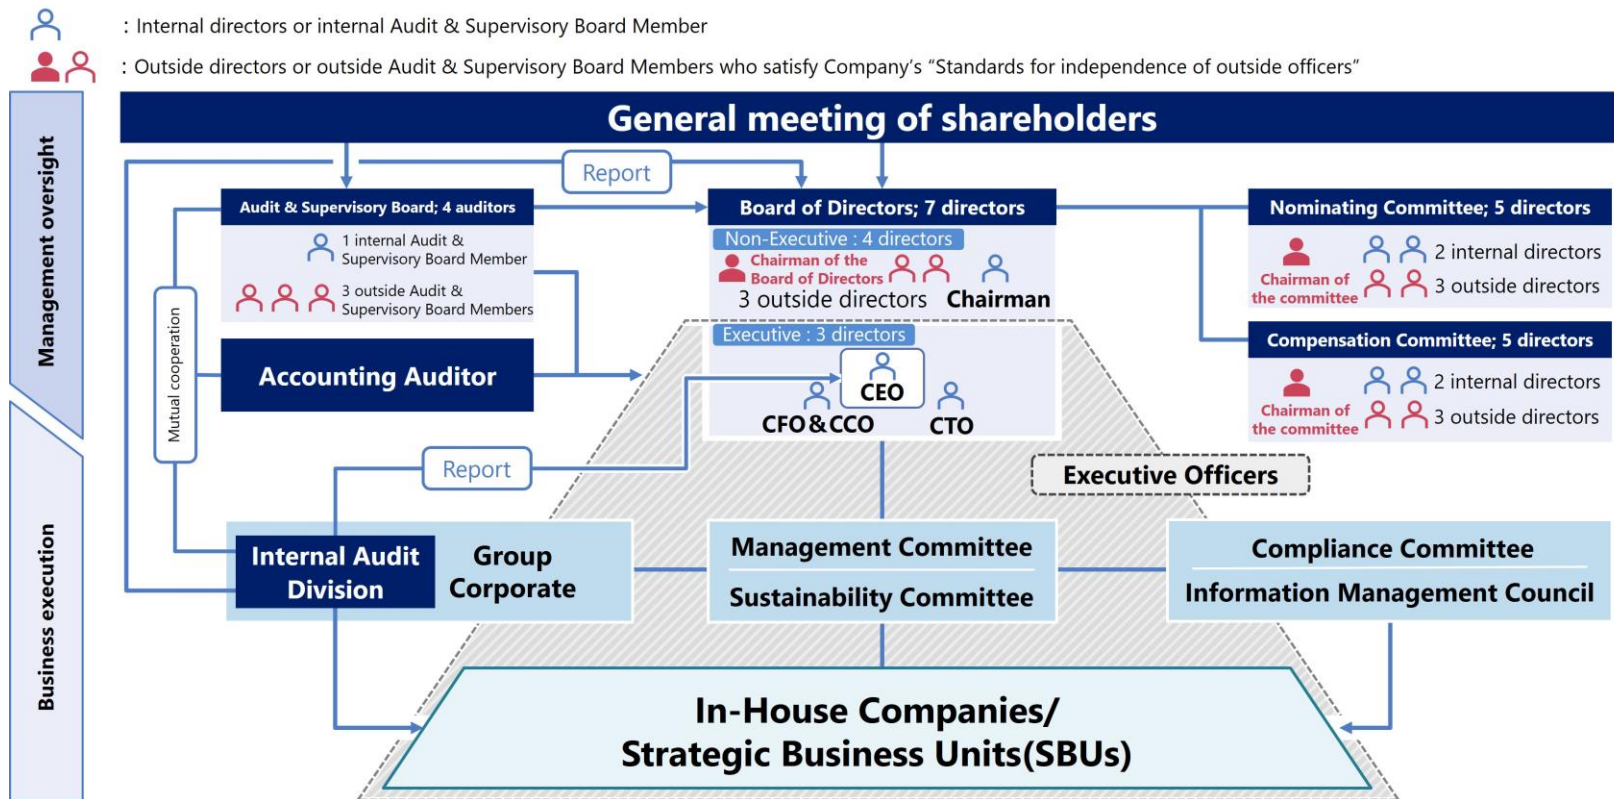 : Internal directors or internal Audit & Supervisory Board Member
: Outside directors or outside Audit & Supervisory Board Members who satisfy Company's “Standards for independence of outside officers”
Management oversight
General meeting of shareholders
Report
Audit & Supervisory Board; 4 auditors
1 internal Audit &
Supervisory Board Member
3 outside Audit &
Supervisory Board Members
Board of Directors; 7 directors
Non-Executive : 4 directors
Chairman of the
Board of Directors
3 outside directors
Chairman
Nominating Committee; 5 directors
2 internal directors
Chairman of
the committee
3 outside directors
Mutual cooperation
Accounting Auditor
Executive : 3 directors
CEO
CFO & CCO
CTO
Compensation Committee; 5 directors
2 internal directors
Chairman of
the committee
3 outside directors
Business execution
Report
Executive Officers
Internal Audit
Division
Group
Corporate
Management Committee
Sustainability Committee
Compliance Committee
Information Management Council
In-House Companies/
Strategic Business Units(SBUs)